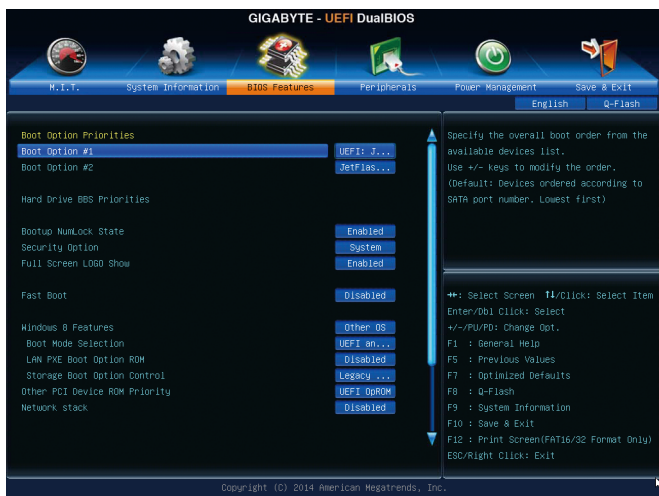 GIGABYTE - UEFI DualBIOS
M.I.T. System Information BIOS Features Peripherals Power Management Save & Exit
English Q-Flash
Boot Option Priorities
Boot Option #1 UEFI: J...
Boot Option #2 JetFlas...
Hard Drive BBS Priorities
Bootup NumLock State Enabled
Security Option System
Full Screen LOGO Show Enabled
Fast Boot Disabled
Windows 8 Features Other OS
Boot Mode Selection UEFI an...
LAN PXE Boot Option ROM Disabled
Storage Boot Option Control Legacy ...
Other PCI Device ROM Priority UEFI OpROM
Network stack Disabled
Specify the overall boot order from the
available devices list.
Use +/- keys to modify the order.
(Default: Devices ordered according to
SATA port number. Lowest first)
→←: Select Screen ↑↓/Click: Select Item
Enter/Dbl Click: Select
+/-/PU/PD: Change Opt.
F1 : General Help
F5 : Previous Values
F7 : Optimized Defaults
F8 : Q-Flash
F9 : System Information
F10 : Save & Exit
F12 : Print Screen(FAT16/32 Format Only)
ESC/Right Click: Exit
Copyright (C) 2014 American Megatrends, Inc.